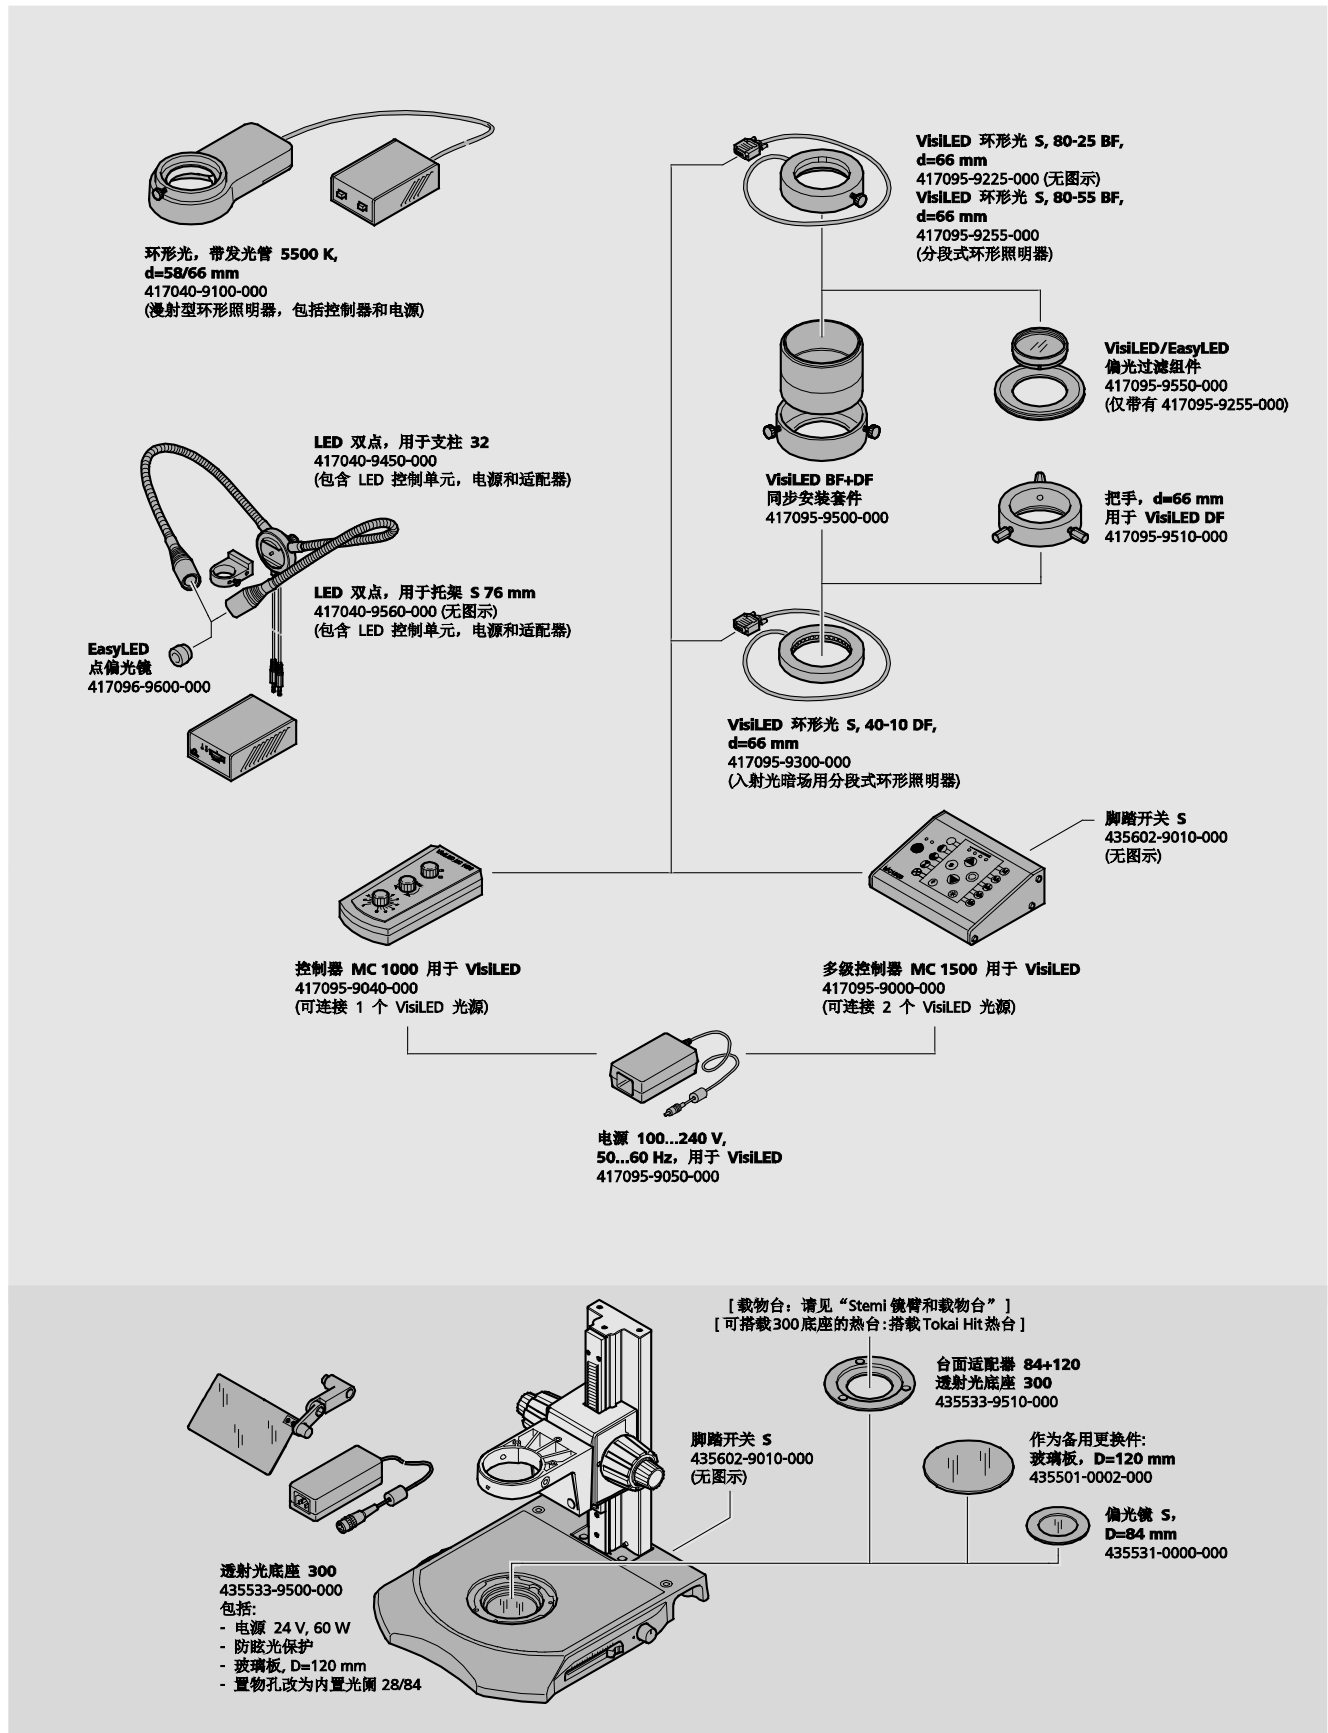 环形光，带发光管 5500 K,
d=58/66 mm
417040-9100-000
(漫射型环形照明器，包括控制器和电源)
VisiLED 环形光 S, 80-25 BF,
d=66 mm
417095-9225-000 (无图示)
VisiLED 环形光 S, 80-55 BF,
d=66 mm
417095-9255-000
(分段式环形照明器)
VisiLED/EasyLED
偏光过滤组件
417095-9550-000
(仅带有 417095-9255-000)
LED 双点，用于支柱 32
417040-9450-000
(包含 LED 控制单元，电源和适配器)
VisiLED BF+DF
同步安装套件
417095-9500-000
把手，d=66 mm
用于 VisiLED DF
417095-9510-000
LED 双点，用于托架 S 76 mm
417040-9560-000 (无图示)
(包含 LED 控制单元，电源和适配器)
EasyLED
点偏光镜
417096-9600-000
VisiLED 环形光 S, 40-10 DF,
d=66 mm
417095-9300-000
(入射光暗场用分段式环形照明器)
脚踏开关 S
435602-9010-000
(无图示)
控制器 MC 1000 用于 VisiLED
417095-9040-000
(可连接 1 个 VisiLED 光源)
多级控制器 MC 1500 用于 VisiLED
417095-9000-000
(可连接 2 个 VisiLED 光源)
电源 100...240 V,
50...60 Hz，用于 VisiLED
417095-9050-000
[ 载物台：请见“Stemi 镜臂和载物台” ]
[ 可搭载300底座的热台:搭载Tokai Hit热台 ]
台面适配器 84+120
透射光底座 300
435533-9510-000
脚踏开关 S
435602-9010-000
(无图示)
作为备用更换件:
玻璃板，D=120 mm
435501-0002-000
偏光镜 S，
D=84 mm
435531-0000-000
透射光底座 300
435533-9500-000
包括:
- 电源 24 V, 60 W
- 防眩光保护
- 玻璃板, D=120 mm
- 置物孔改为内置光阑 28/84